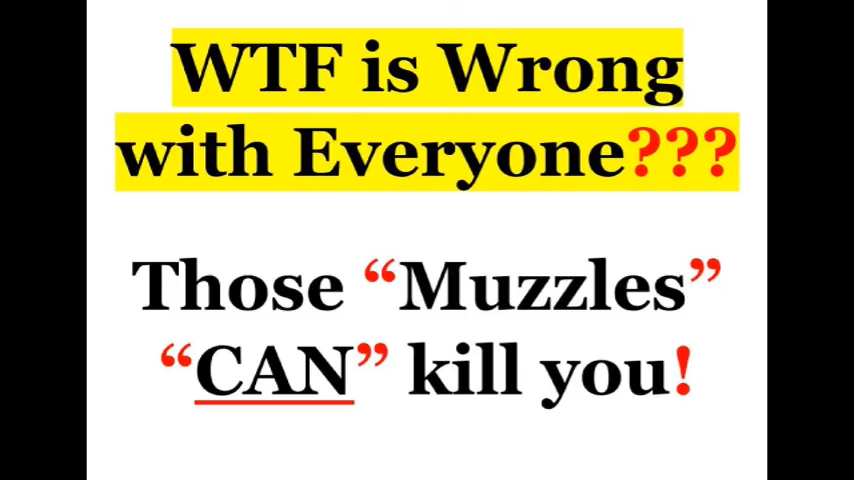 WTF is Wrong
with Everyone???
Those “Muzzles”
“CAN” kill you!